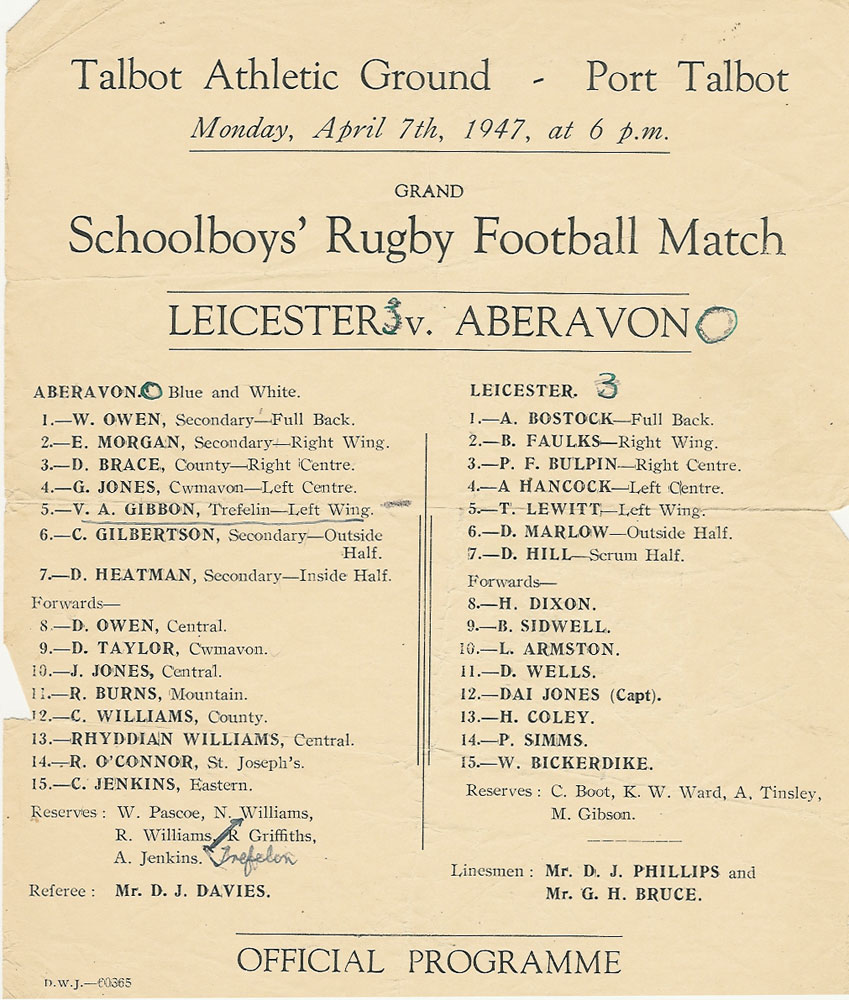 Talbot Athletic Ground - Port Talbot
Monday, April 7th, 1947, at 6 p.m.
GRAND
Schoolboys' Rugby Football Match
LEICESTER 3 v. ABERAVON 0
ABERAVON. 0 Blue and White.
1.—W. OWEN, Secondary—Full Back.
2.—E. MORGAN, Secondary—Right Wing.
3.—D. BRACE, County—Right Centre.
4.—G. JONES, Cwmavon—Left Centre.
5.—V. A. GIBBON, Trefelin—Left Wing.
6.—C. GILBERTSON, Secondary—Outside
Half.
7.—D. HEATMAN, Secondary—Inside Half.
Forwards—
8.—D. OWEN, Central.
9.—D. TAYLOR, Cwmavon.
10.—J. JONES, Central.
11.—R. BURNS, Mountain.
12.—C. WILLIAMS, County.
13.—RHYDDIAN WILLIAMS, Central.
14.—R. O'CONNOR, St. Joseph's.
15.—C. JENKINS, Eastern.
Reserves : W. Pascoe, N. Williams,
R. Williams, R Griffiths,
A. Jenkins. Trefelon
Referee : Mr. D. J. DAVIES.
LEICESTER. 3
1.—A. BOSTOCK—Full Back.
2.—B. FAULKS—Right Wing.
3.—P. F. BULPIN—Right Centre.
4.—A HANCOCK—Left Centre.
5.—T. LEWITT—Left Wing.
6.—D. MARLOW—Outside Half.
7.—D. HILL—Scrum Half.
Forwards—
8.—H. DIXON.
9.—B. SIDWELL.
10.—L. ARMSTON.
11.—D. WELLS.
12.—DAI JONES (Capt).
13.—H. COLEY.
14.—P. SIMMS.
15.—W. BICKERDIKE.
Reserves : C. Boot, K. W. Ward, A. Tinsley,
M. Gibson.
Linesmen : Mr. D. J. PHILLIPS and
Mr. G. H. BRUCE.
OFFICIAL PROGRAMME
D.W.J.—60365